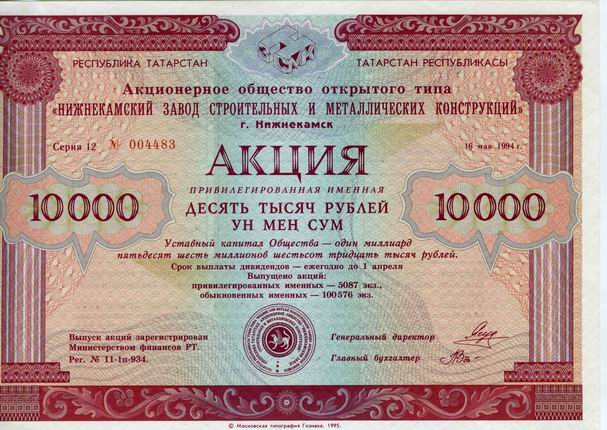 РЕСПУБЛИКА ТАТАРСТАН
ТАТАРСТАН РЕСПУБЛИКАСЫ
Акционерное общество открытого типа
«НИЖНЕКАМСКИЙ ЗАВОД СТРОИТЕЛЬНЫХ И МЕТАЛЛИЧЕСКИХ КОНСТРУКЦИЙ»
г. Нижнекамск
Серия 12 № 004483
16 мая 1994 г.
АКЦИЯ
ПРИВИЛЕГИРОВАННАЯ ИМЕННАЯ
10 000
ДЕСЯТЬ ТЫСЯЧ РУБЛЕЙ
УН МЕН СУМ
10 000
Уставный капитал Общества — один миллиард
пятьдесят шесть миллионов шестьсот тридцать тысяч рублей.
Срок выплаты дивидендов — ежегодно до 1 апреля
Выпущено акций:
привилегированных именных — 5087 экз.,
обыкновенных именных — 100576 экз.
Выпуск акций зарегистрирован
Министерством финансов РТ.
Рег. № 11-1п-934.
Генеральный директор
Главный бухгалтер
© Московская типография Гознака. 1995.